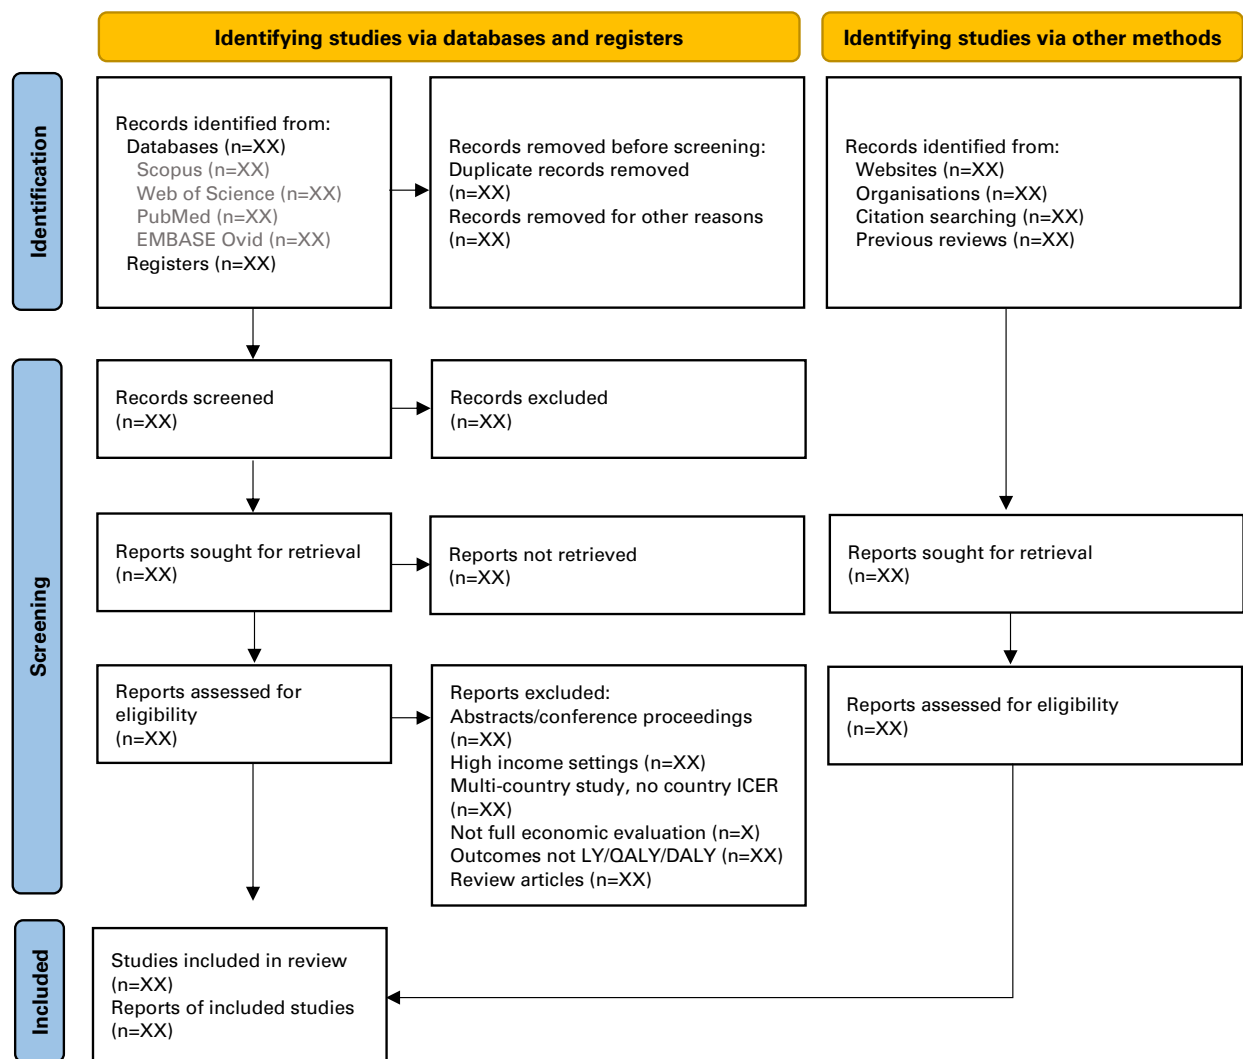 Identifying studies via databases and registers
Identifying studies via other methods
Identification
Records identified from:
Databases (n=XX)
Scopus (n=XX)
Web of Science (n=XX)
PubMed (n=XX)
EMBASE Ovid (n=XX)
Registers (n=XX)
Records removed before screening:
Duplicate records removed
(n=XX)
Records removed for other reasons
(n=XX)
Records identified from:
Websites (n=XX)
Organisations (n=XX)
Citation searching (n=XX)
Previous reviews (n=XX)
Screening
Records screened
(n=XX)
Records excluded
(n=XX)
Reports sought for retrieval
(n=XX)
Reports not retrieved
(n=XX)
Reports sought for retrieval
(n=XX)
Reports assessed for
eligibility
(n=XX)
Reports excluded:
Abstracts/conference proceedings
(n=XX)
High income settings (n=XX)
Multi-country study, no country ICER
(n=XX)
Not full economic evaluation (n=X)
Outcomes not LY/QALY/DALY (n=XX)
Review articles (n=XX)
Reports assessed for eligibility
(n=XX)
Included
Studies included in review
(n=XX)
Reports of included studies
(n=XX)